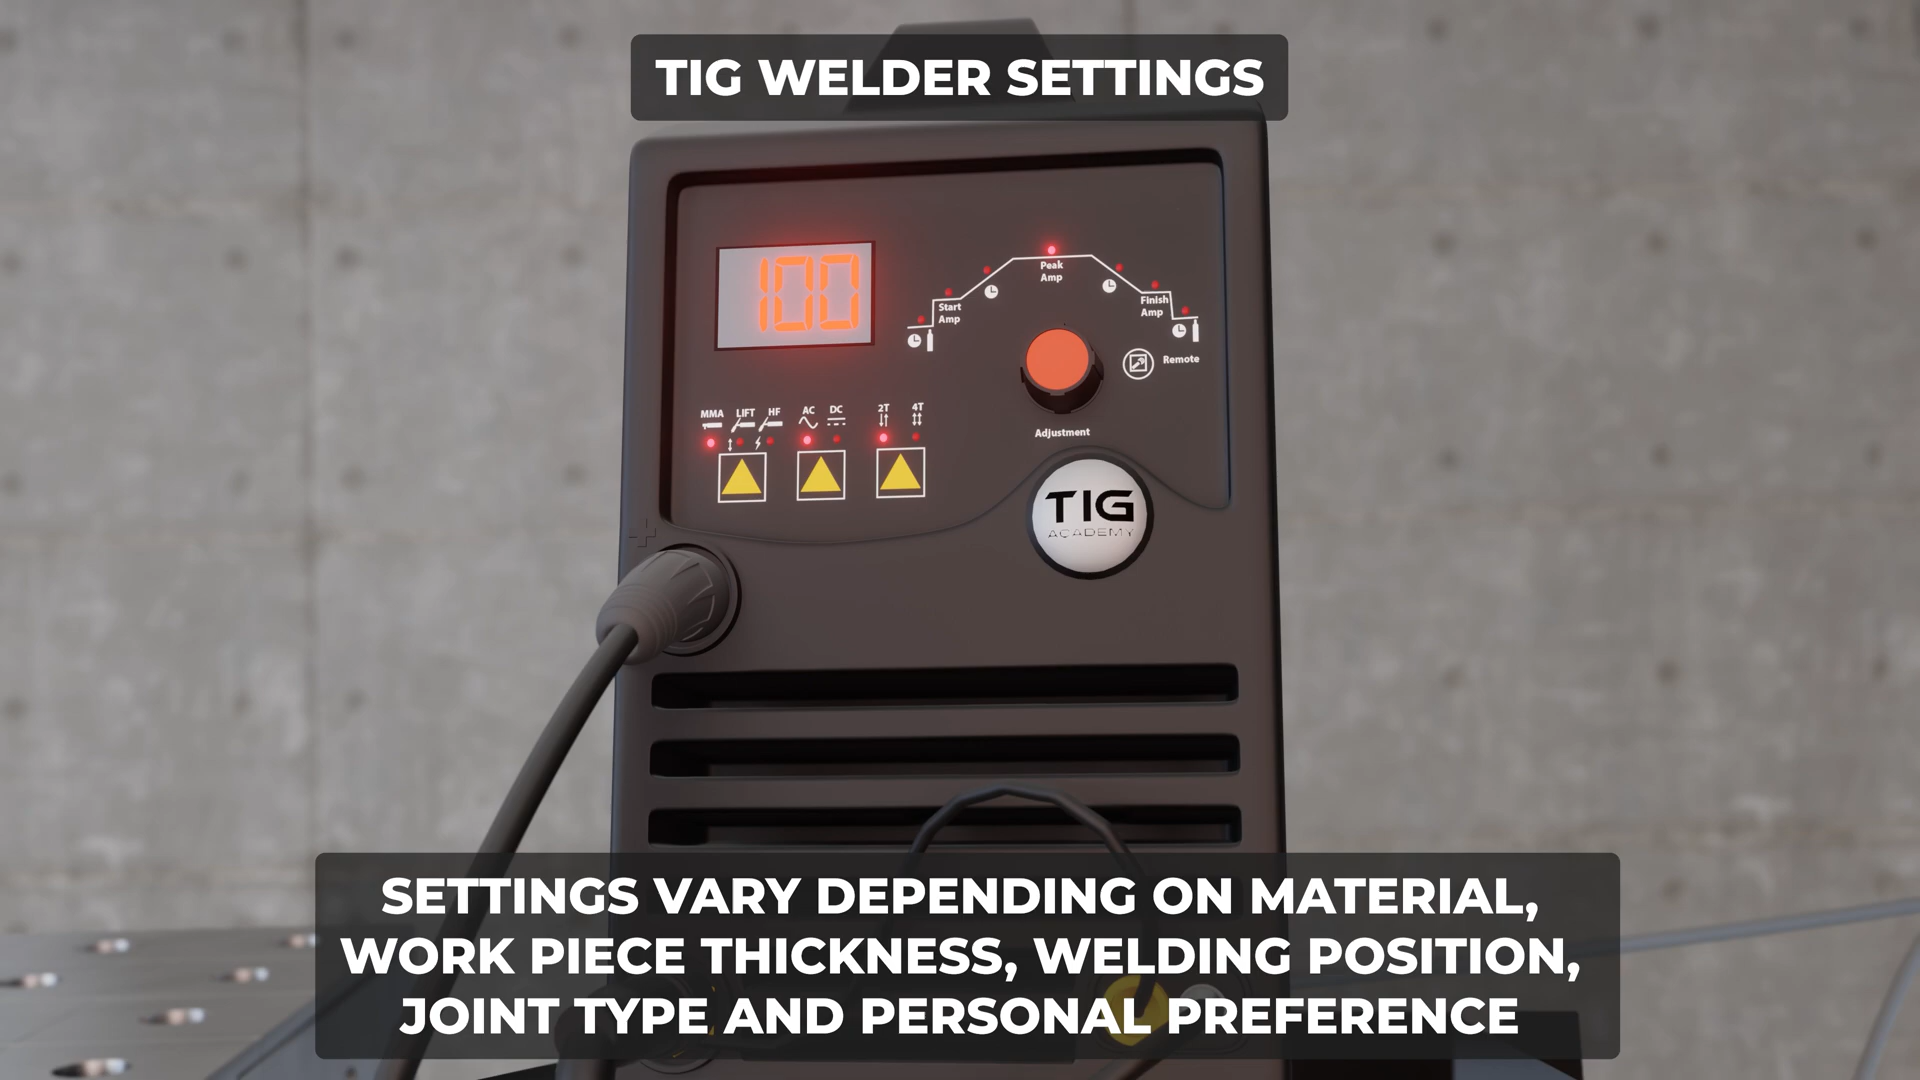 TIG WELDER SETTINGS
100
Peak
Amp
Start
Amp
Finish
Amp
Remote
MMA LIFT HF AC DC 2T 4T
Adjustment
TIG
ACADEMY
SETTINGS VARY DEPENDING ON MATERIAL,
WORK PIECE THICKNESS, WELDING POSITION,
JOINT TYPE AND PERSONAL PREFERENCE